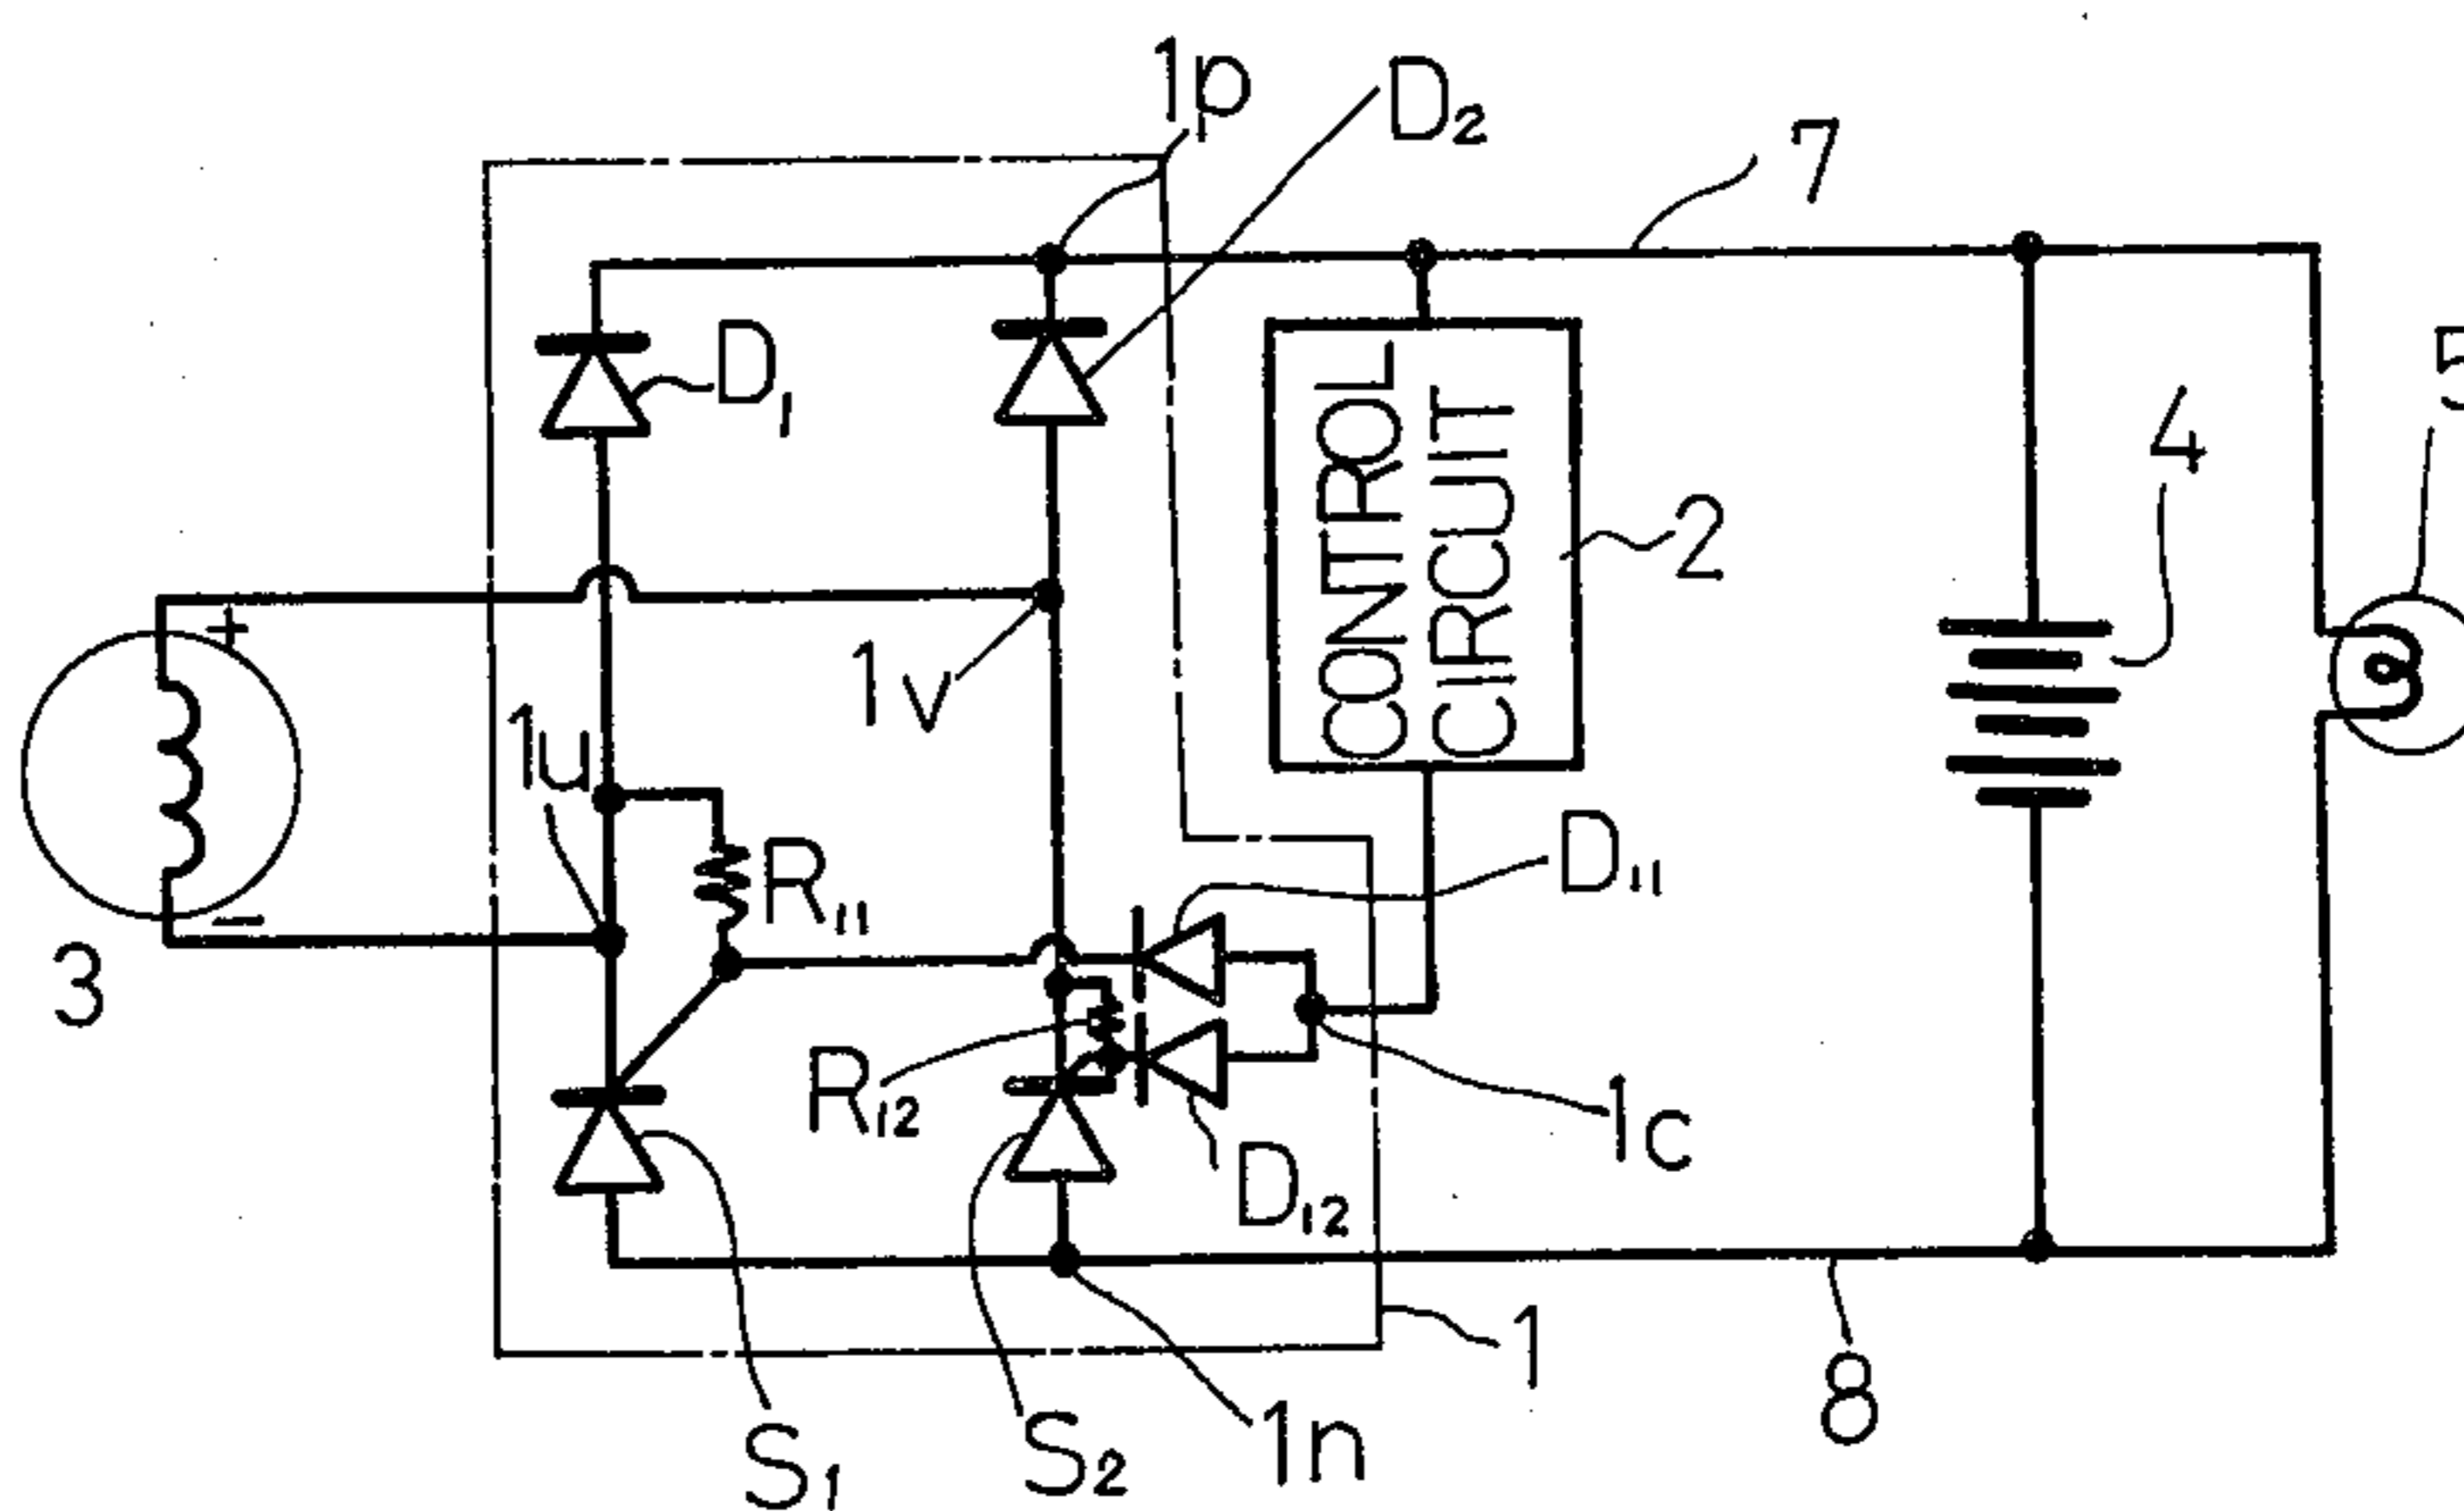 1p
D2
7
D1
CONTROL
CIRCUIT
2
4
5
+
1v
1u
−
3
R11
D11
R12
D12
1c
1
8
S1
S2
1n